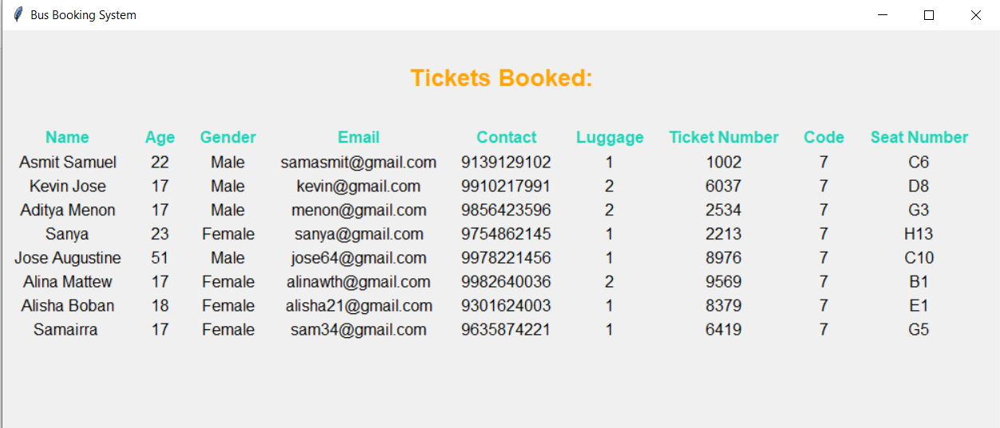 Bus Booking System
Tickets Booked:
Name Age Gender Email Contact Luggage Ticket Number Code Seat Number
Asmit Samuel 22 Male samasmit@gmail.com 9139129102 1 1002 7 C6
Kevin Jose 17 Male kevin@gmail.com 9910217991 2 6037 7 D8
Aditya Menon 17 Male menon@gmail.com 9856423596 2 2534 7 G3
Sanya 23 Female sanya@gmail.com 9754862145 1 2213 7 H13
Jose Augustine 51 Male jose64@gmail.com 9978221456 1 8976 7 C10
Alina Mattew 17 Female alinawth@gmail.com 9982640036 2 9569 7 B1
Alisha Boban 18 Female alisha21@gmail.com 9301624003 1 8379 7 E1
Samairra 17 Female sam34@gmail.com 9635874221 1 6419 7 G5